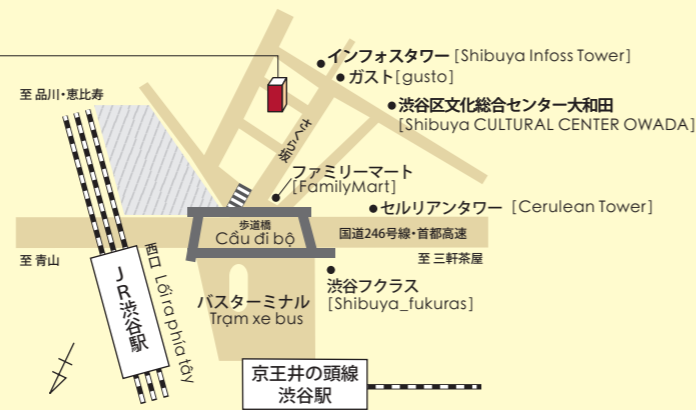 インフォスタワー [Shibuya Infoss Tower]
ガスト[gusto]
至 品川・恵比寿
渋谷区文化総合センター大和田
[Shibuya CULTURAL CENTER OWADA]
さくら坂
ファミリーマート
[FamilyMart]
セルリアンタワー [Cerulean Tower]
歩道橋
Cầu đi bộ
国道246号線・首都高速
至 青山
至 三軒茶屋
西口 Lối ra phía tây
JR渋谷駅
渋谷フクラス
[Shibuya_fukuras]
バスターミナル
Trạm xe bus
京王井の頭線
渋谷駅